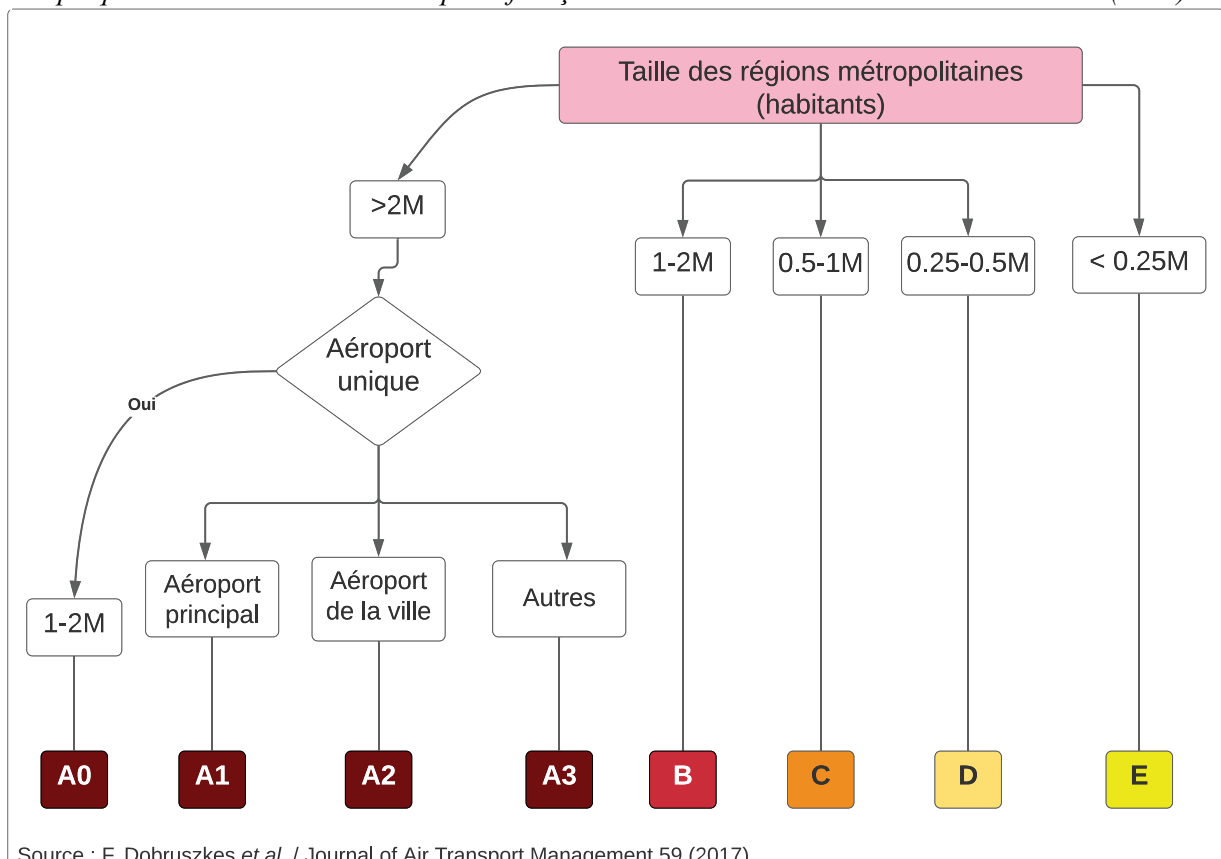 Taille des régions métropolitaines
(habitants)
>2M
1-2M
0.5-1M
0.25-0.5M
< 0.25M
Aéroport
unique
Oui
1-2M
Aéroport
principal
Aéroport
de la ville
Autres
A0
A1
A2
A3
B
C
D
E
Source : F. Dobruszkes et al. / Journal of Air Transport Management 59 (2017)